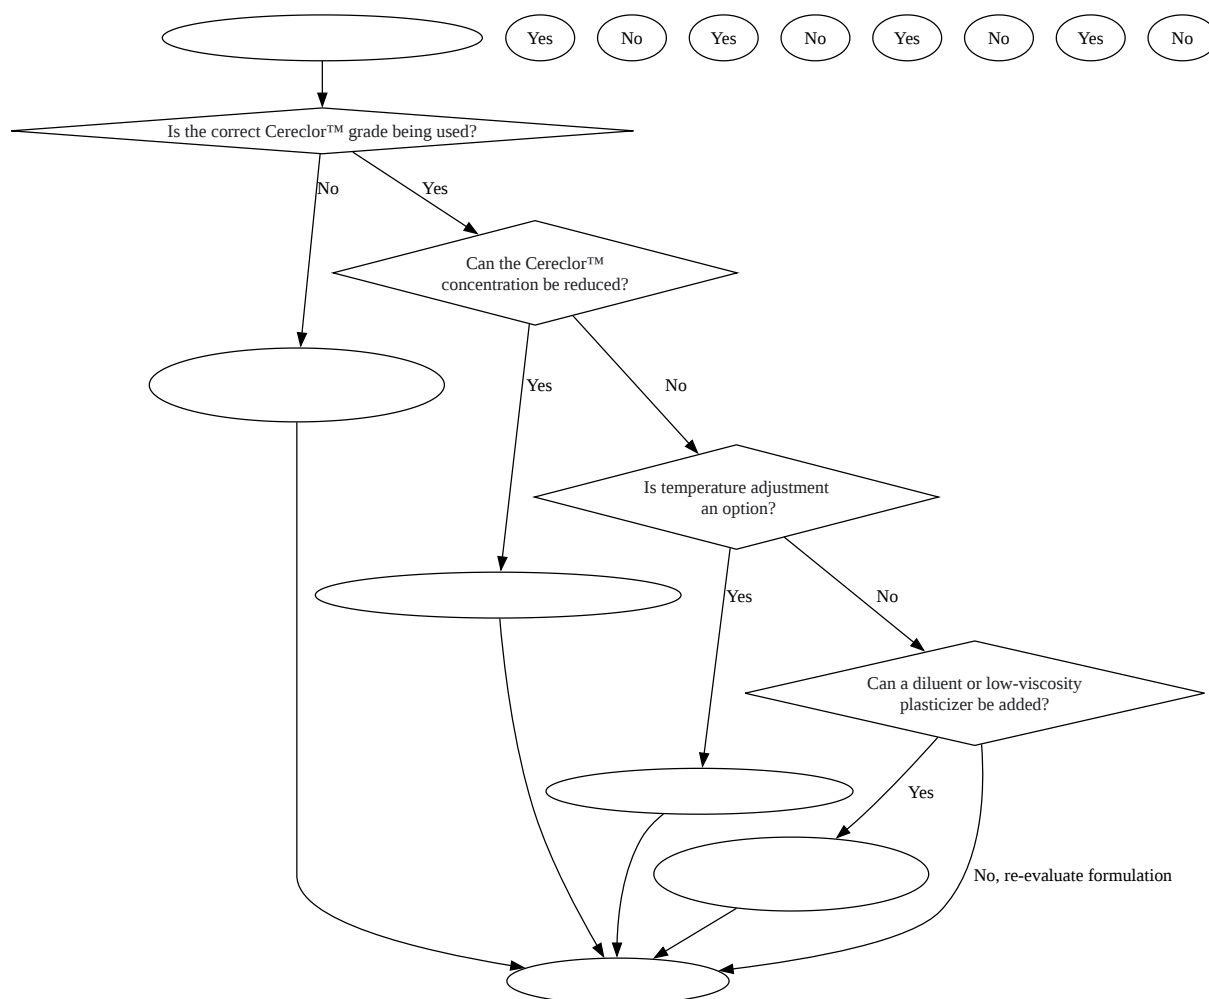 Yes
No
Yes
No
Yes
No
Yes
No
Is the correct Cereclor™ grade being used?
No
Yes
Can the Cereclor™
concentration be reduced?
Yes
No
Is temperature adjustment
an option?
Yes
No
Can a diluent or low-viscosity
plasticizer be added?
Yes
No, re-evaluate formulation